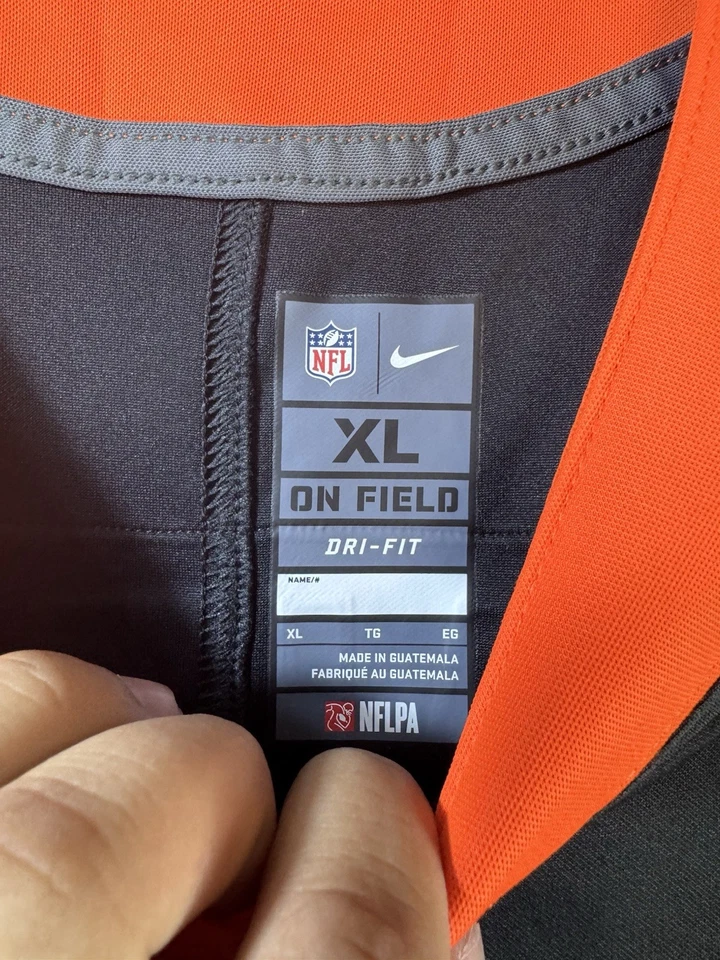 NFL
XL
ON FIELD
DRI-FIT
NAME/#
XL TG EG
MADE IN GUATEMALA
FABRIQUÉ AU GUATEMALA
NFLPA